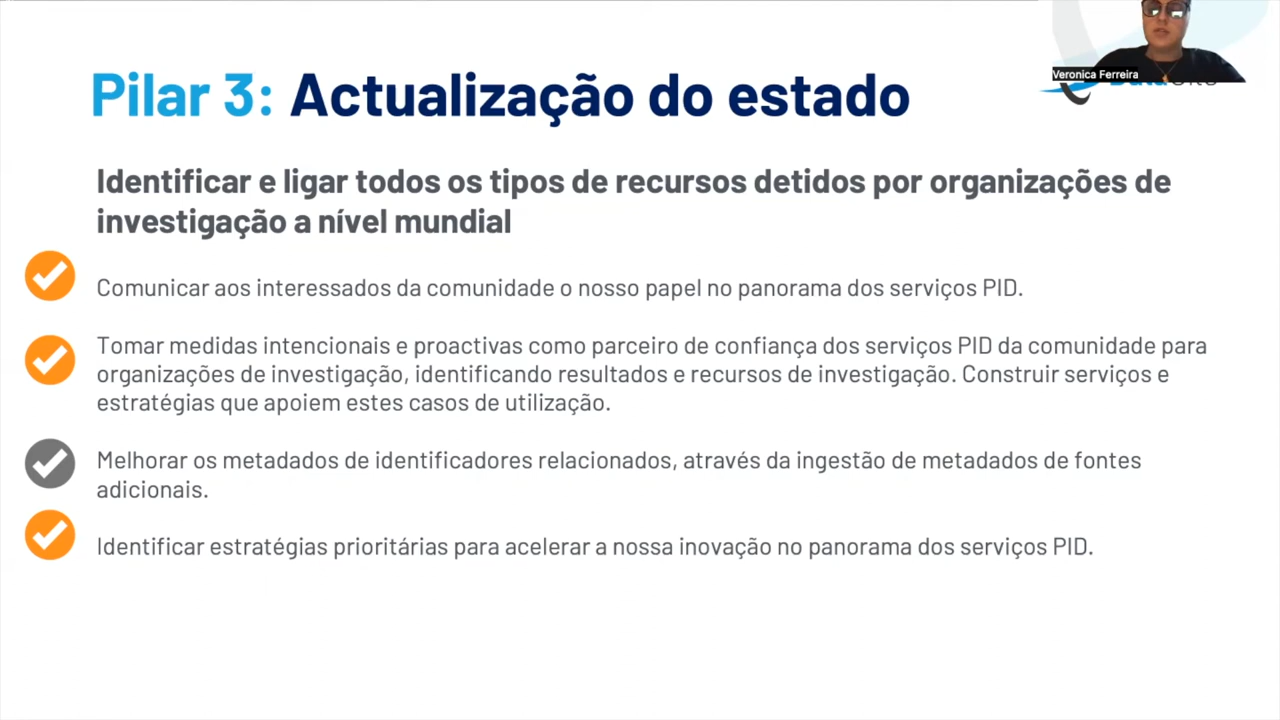 Pilar 3: Actualização do estado
Veronica Ferreira
Identificar e ligar todos os tipos de recursos detidos por organizações de
investigação a nível mundial
Comunicar aos interessados da comunidade o nosso papel no panorama dos serviços PID.
Tomar medidas intencionais e proactivas como parceiro de confiança dos serviços PID da comunidade para
organizações de investigação, identificando resultados e recursos de investigação. Construir serviços e
estratégias que apoiem estes casos de utilização.
Melhorar os metadados de identificadores relacionados, através da ingestão de metadados de fontes
adicionais.
Identificar estratégias prioritárias para acelerar a nossa inovação no panorama dos serviços PID.